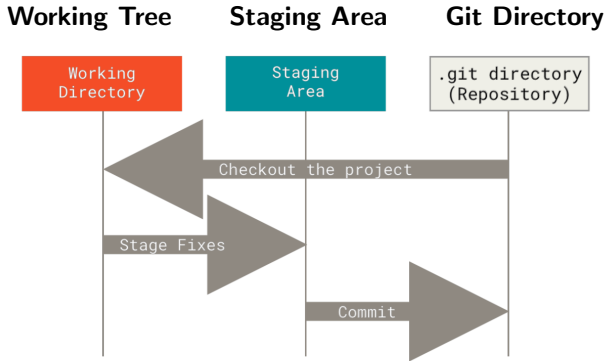 Working Tree
Staging Area
Git Directory
Working
Directory
Staging
Area
.git directory
(Repository)
Checkout the project
Stage Fixes
Commit